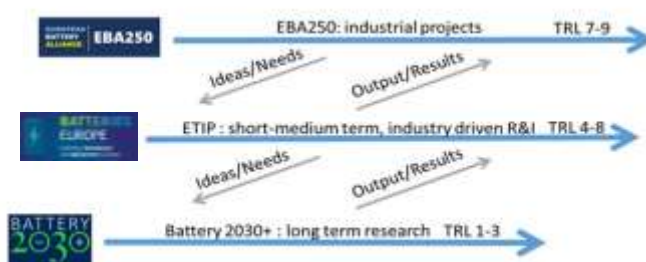 EUROPEAN
BATTERY
ALLIANCE
EBA250
EBA250: industrial projects TRL 7-9
Ideas/Needs
Output/Results
BATTERIES
EUROPE
ETIP : short-medium term, industry driven R&I TRL 4-8
Ideas/Needs
Output/Results
BATTERY
2030+
Battery 2030+ : long term research TRL 1-3